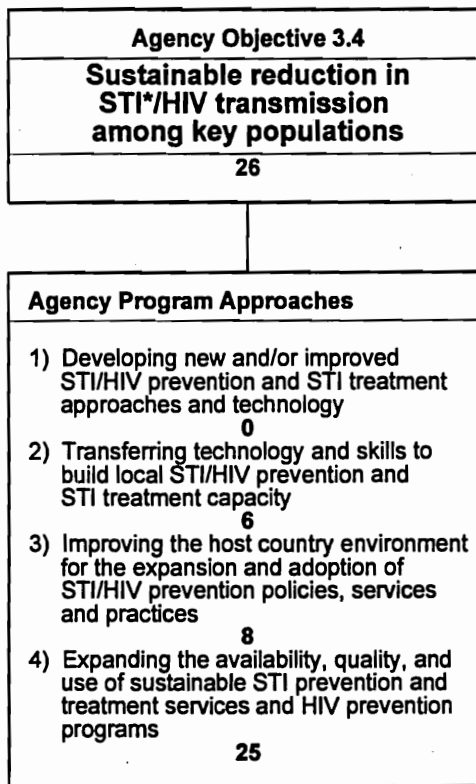 Agency Objective 3.4
Sustainable reduction in
STI*/HIV transmission
among key populations
26
Agency Program Approaches
1) Developing new and/or improved
STI/HIV prevention and STI treatment
approaches and technology
0
2) Transferring technology and skills to
build local STI/HIV prevention and
STI treatment capacity
6
3) Improving the host country environment
for the expansion and adoption of
STI/HIV prevention policies, services
and practices
8
4) Expanding the availability, quality, and
use of sustainable STI prevention and
treatment services and HIV prevention
programs
25